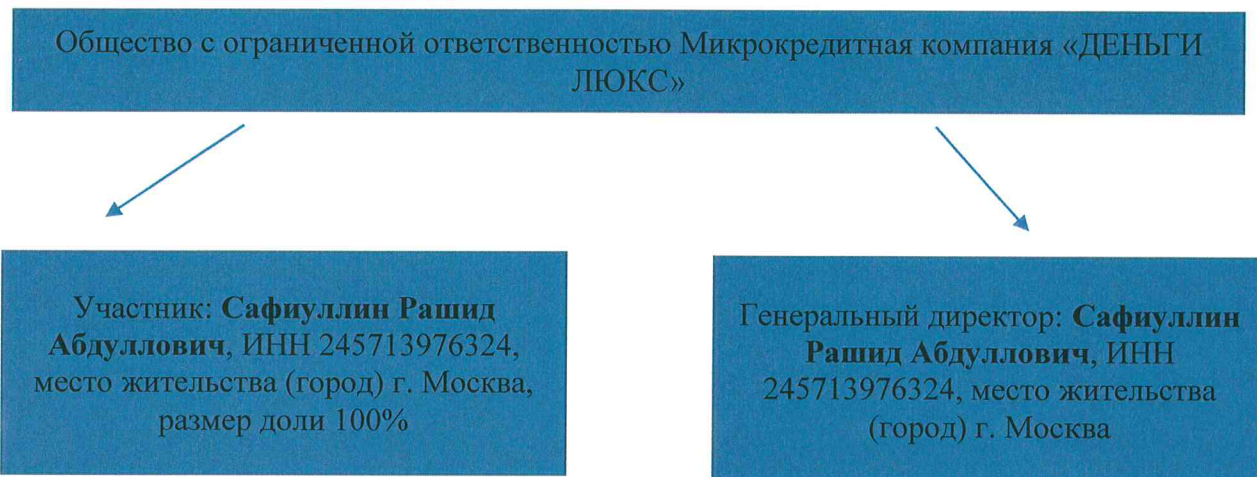 Общество с ограниченной ответственностью Микрокредитная компания «ДЕНЬГИ
ЛЮКС»
Участник: Сафиуллин Рашид
Абдуллович, ИНН 245713976324,
место жительства (город) г. Москва,
размер доли 100%
Генеральный директор: Сафиуллин
Рашид Абдуллович, ИНН
245713976324, место жительства
(город) г. Москва